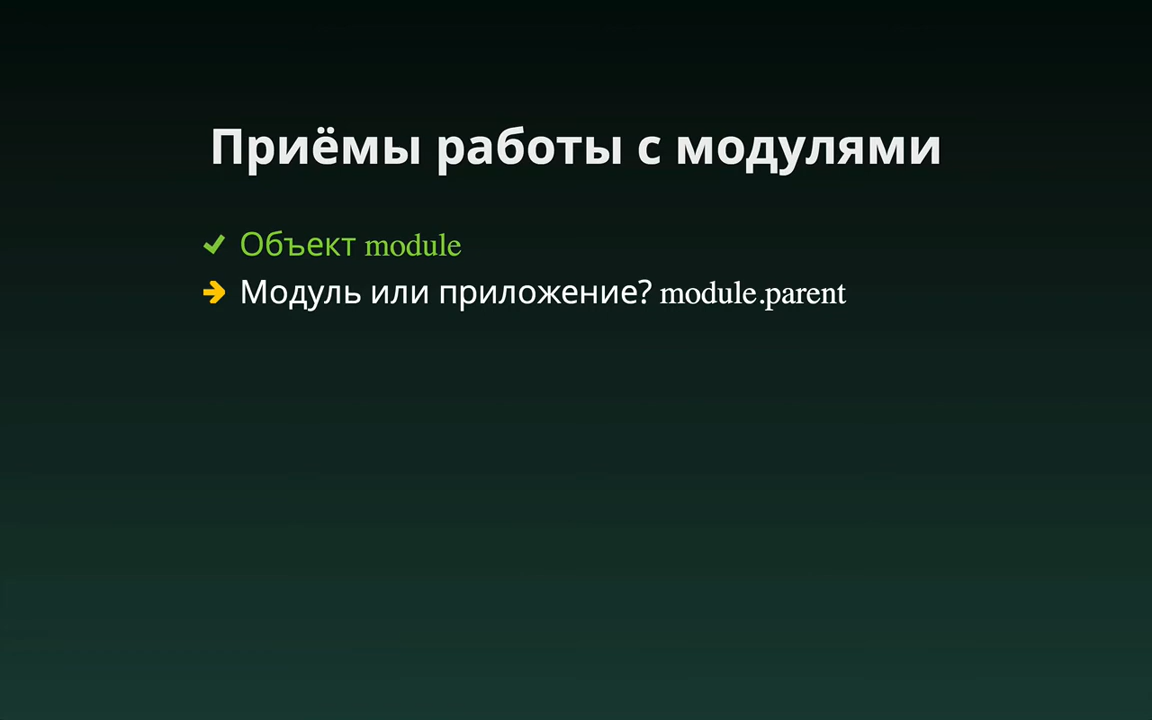 Приёмы работы с модулями
Объект module
Модуль или приложение? module.parent